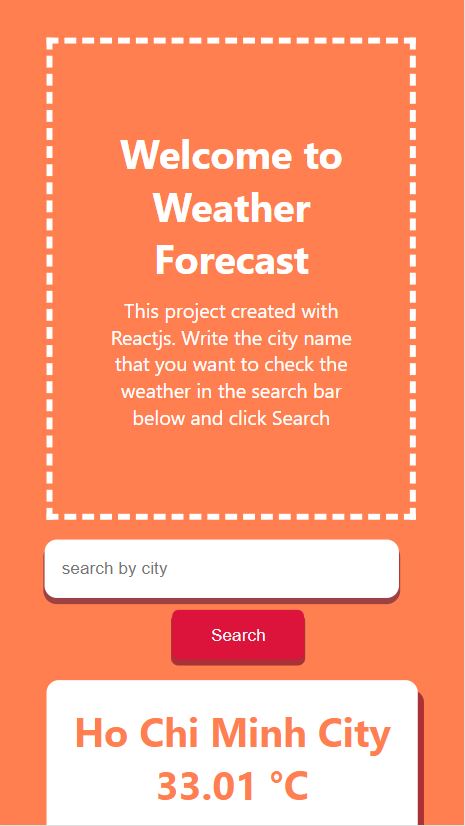 Welcome to
Weather
Forecast
This project created with
Reactjs. Write the city name
that you want to check the
weather in the search bar
below and click Search
search by city
Search
Ho Chi Minh City
33.01 °C